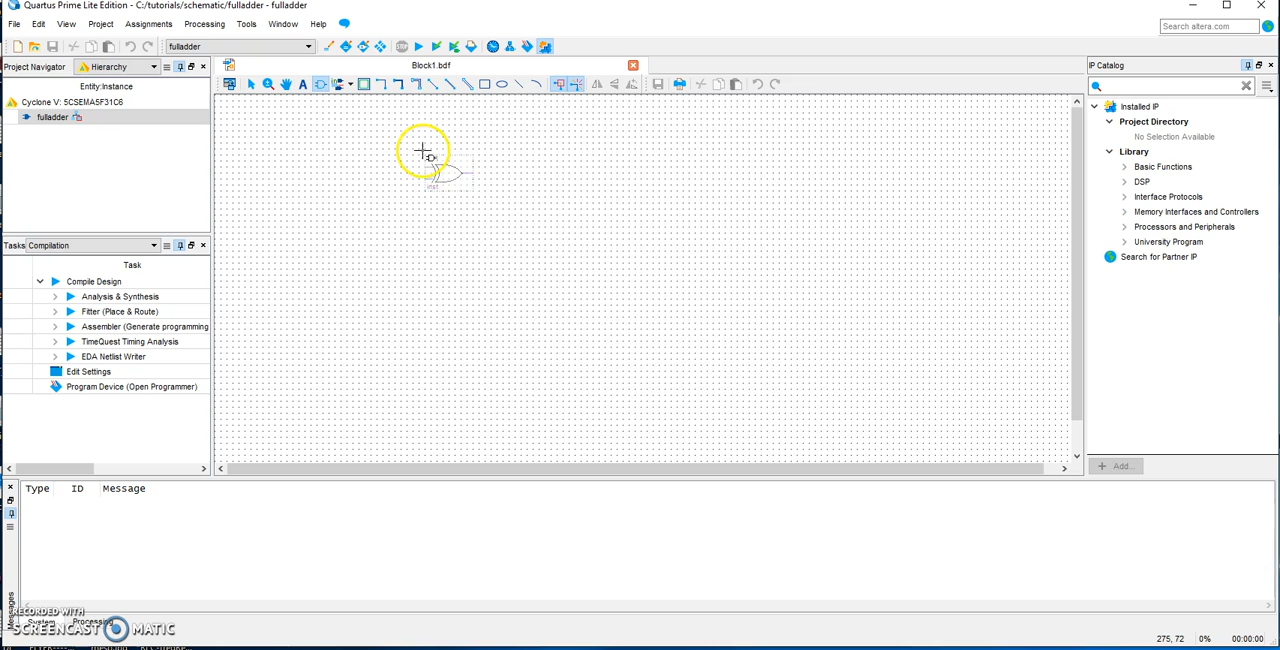 Quartus Prime Lite Edition - C:/tutorials/schematic/fulladder - fulladder
File Edit View Project Assignments Processing Tools Window Help
Search altera.com
fulladder
Project Navigator Hierarchy
Entity:Instance
Cyclone V: 5CSEMA5F31C6
fulladder
Tasks Compilation
Task
Compile Design
Analysis & Synthesis
Fitter (Place & Route)
Assembler (Generate programming
TimeQuest Timing Analysis
EDA Netlist Writer
Edit Settings
Program Device (Open Programmer)
Block1.bdf
A
inst
IP Catalog
Installed IP
Project Directory
No Selection Available
Library
Basic Functions
DSP
Interface Protocols
Memory Interfaces and Controllers
Processors and Peripherals
University Program
Search for Partner IP
+ Add...
Type ID Message
Messages
System Processing
RECORDED WITH
SCREENCAST MATIC
275, 72 0% 00:00:00